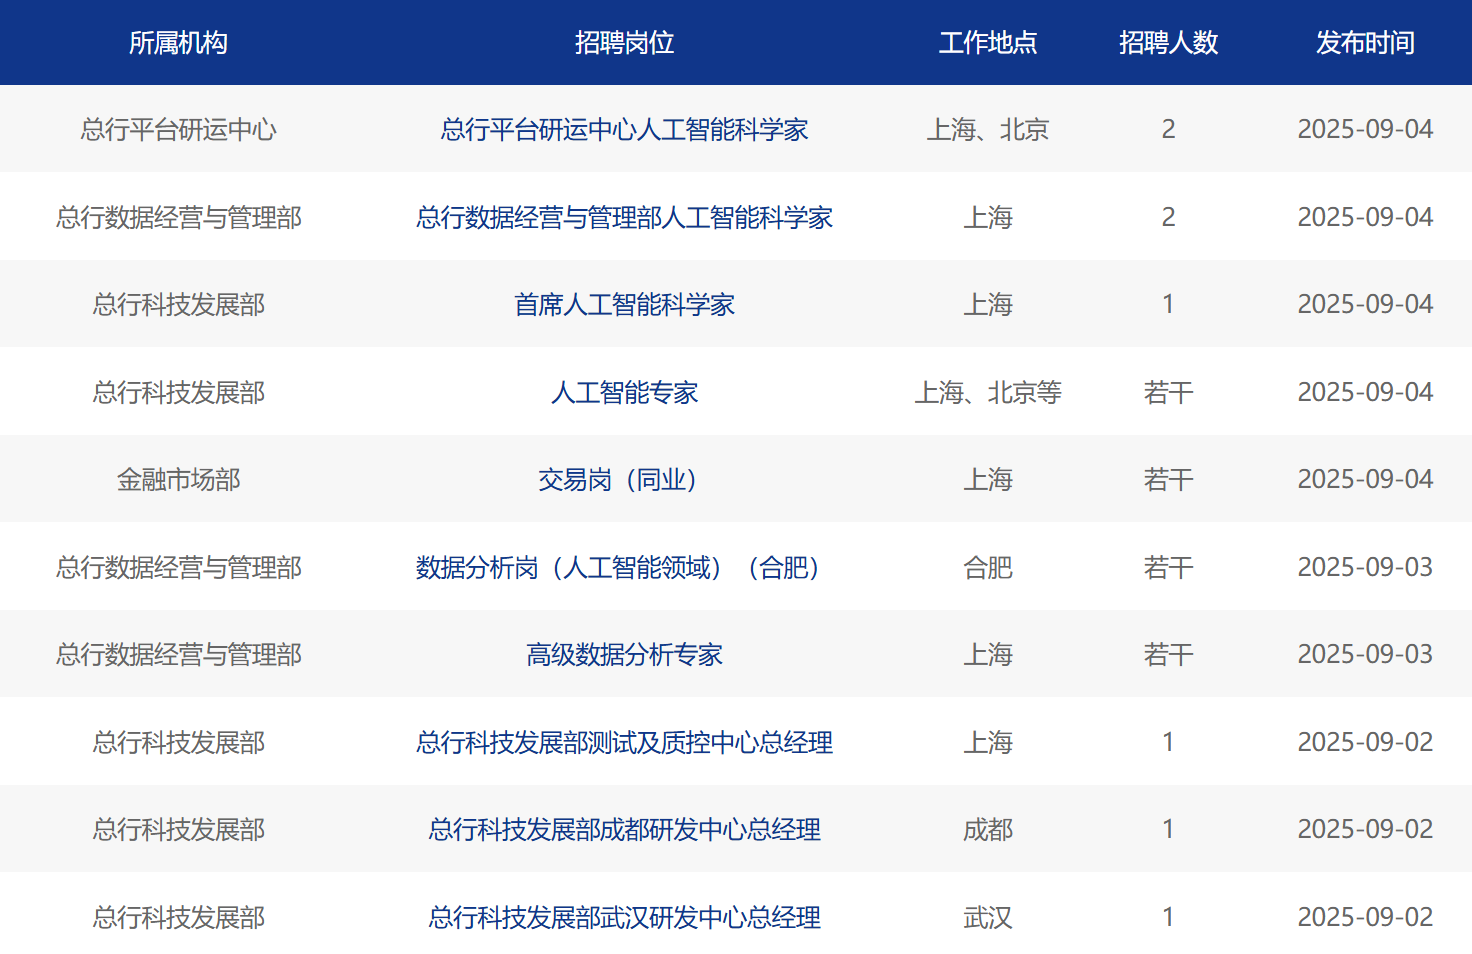 所属机构 招聘岗位 工作地点 招聘人数 发布时间
总行平台研运中心 总行平台研运中心人工智能科学家 上海、北京 2 2025-09-04
总行数据经营与管理部 总行数据经营与管理部人工智能科学家 上海 2 2025-09-04
总行科技发展部 首席人工智能科学家 上海 1 2025-09-04
总行科技发展部 人工智能专家 上海、北京等 若干 2025-09-04
金融市场部 交易岗（同业） 上海 若干 2025-09-04
总行数据经营与管理部 数据分析岗（人工智能领域）（合肥） 合肥 若干 2025-09-03
总行数据经营与管理部 高级数据分析专家 上海 若干 2025-09-03
总行科技发展部 总行科技发展部测试及质控中心总经理 上海 1 2025-09-02
总行科技发展部 总行科技发展部成都研发中心总经理 成都 1 2025-09-02
总行科技发展部 总行科技发展部武汉研发中心总经理 武汉 1 2025-09-02